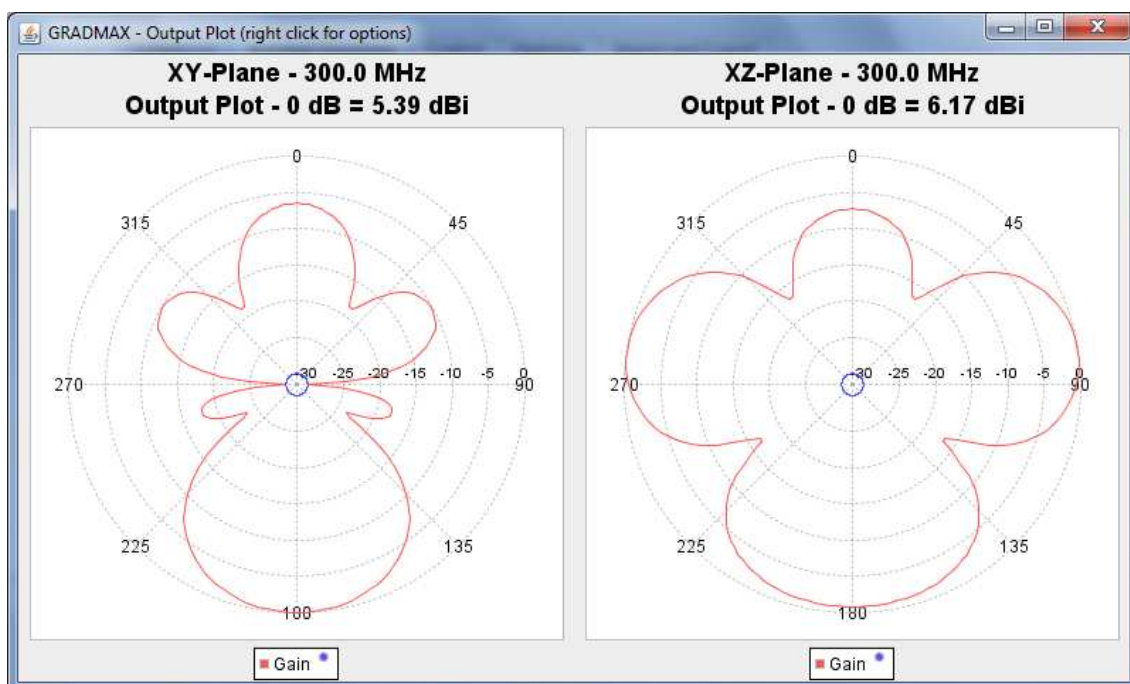 GRADMAX - Output Plot (right click for options)
XY-Plane - 300.0 MHz
Output Plot - 0 dB = 5.39 dBi
0
315
45
270
-30 -25 -20 -15 -10 -5 0
90
225
135
180
Gain
XZ-Plane - 300.0 MHz
Output Plot - 0 dB = 6.17 dBi
0
315
45
270
-30 -25 -20 -15 -10 -5 0
90
225
135
180
Gain